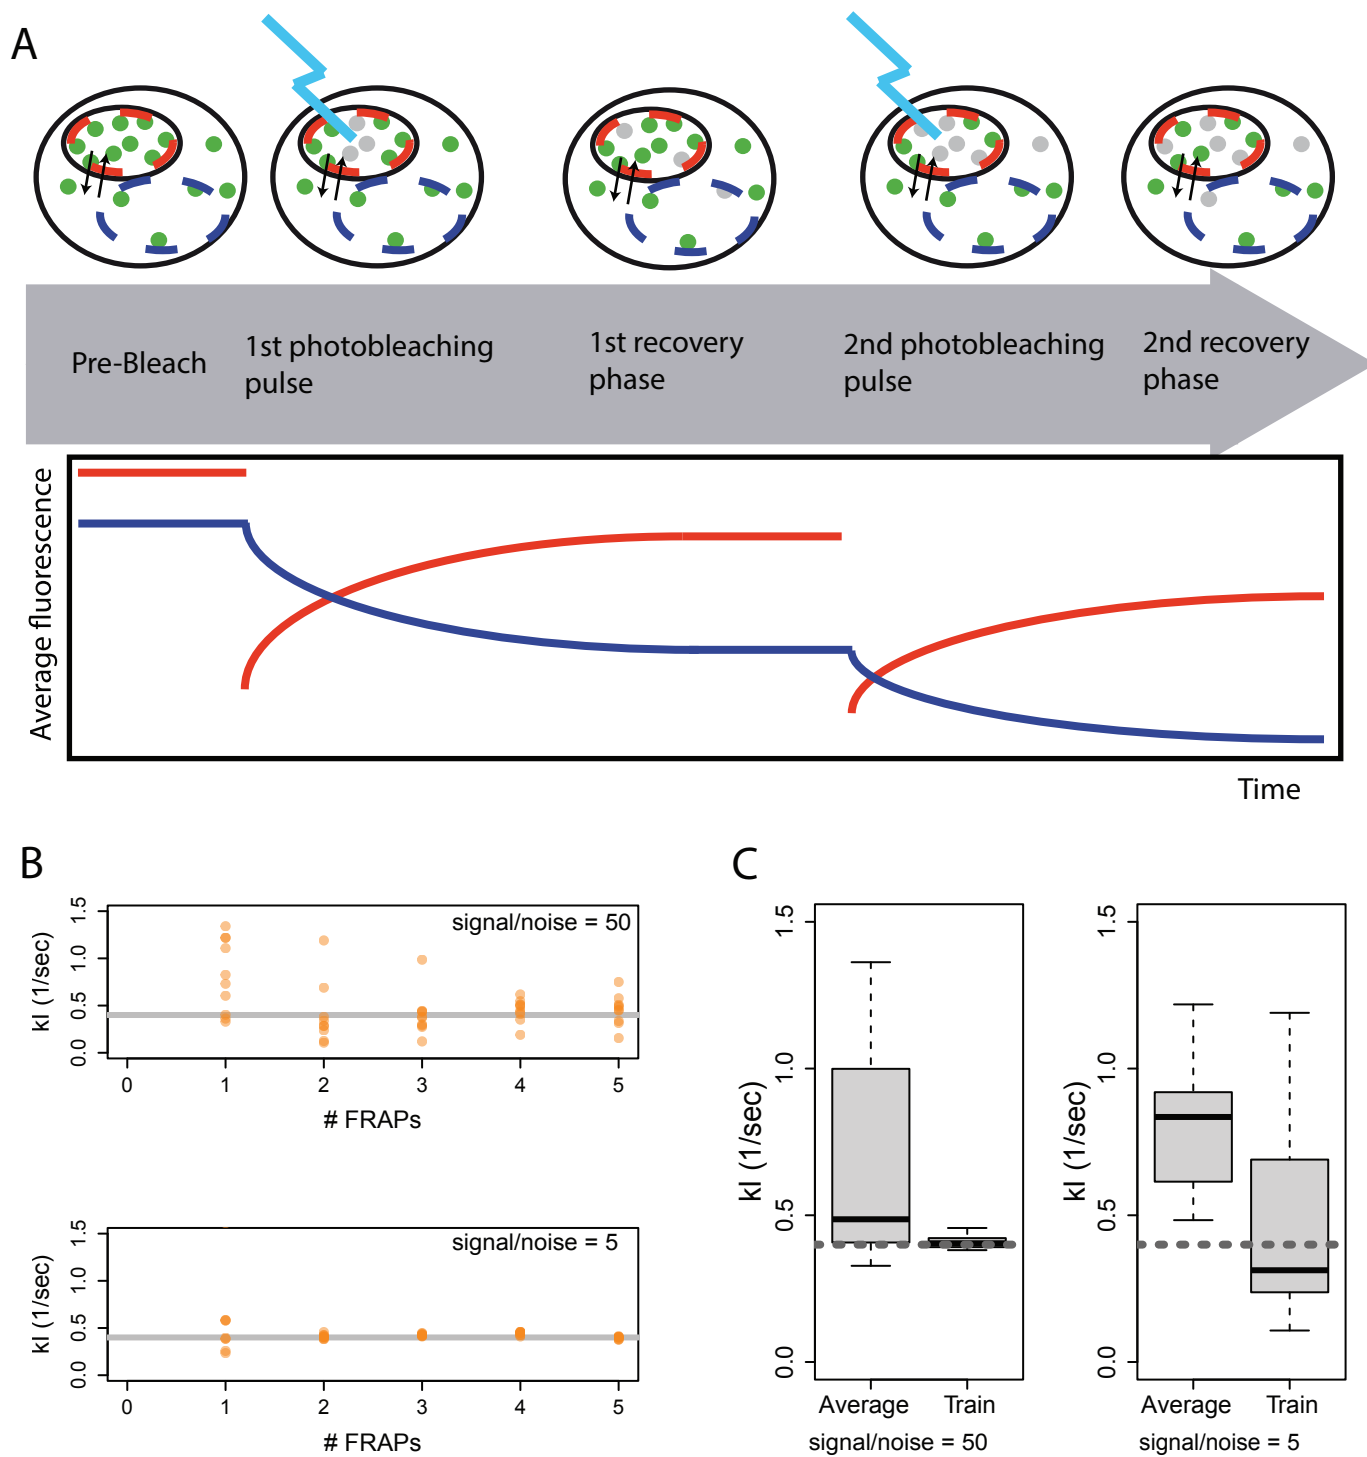 A
Pre-Bleach
1st photobleaching
pulse
1st recovery
phase
2nd photobleaching
pulse
2nd recovery
phase
Average fluorescence
Time
B
signal/noise = 50
kI (1/sec)
0.0 0.5 1.0 1.5
0 1 2 3 4 5
# FRAPs
signal/noise = 5
kI (1/sec)
0.0 0.5 1.0 1.5
0 1 2 3 4 5
# FRAPs
C
kI (1/sec)
0.0 0.5 1.0 1.5
Average Train
signal/noise = 50
kI (1/sec)
0.0 0.5 1.0 1.5
Average Train
signal/noise = 5